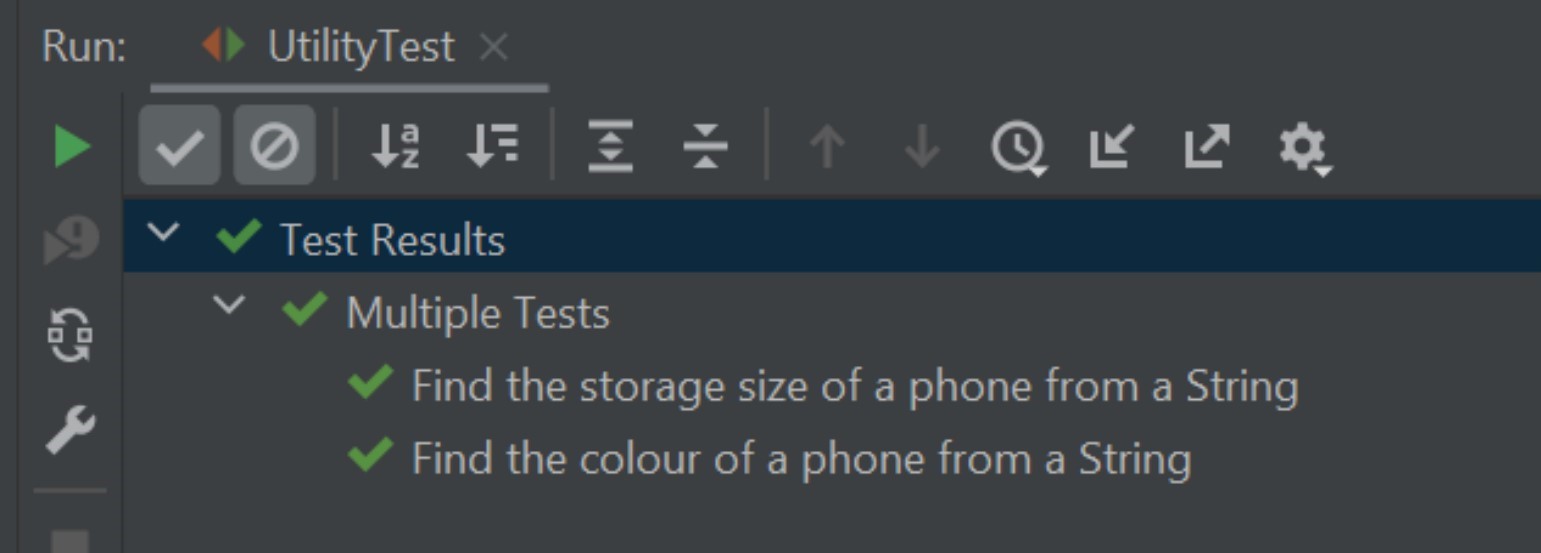 Run: UtilityTest
Test Results
Multiple Tests
Find the storage size of a phone from a String
Find the colour of a phone from a String